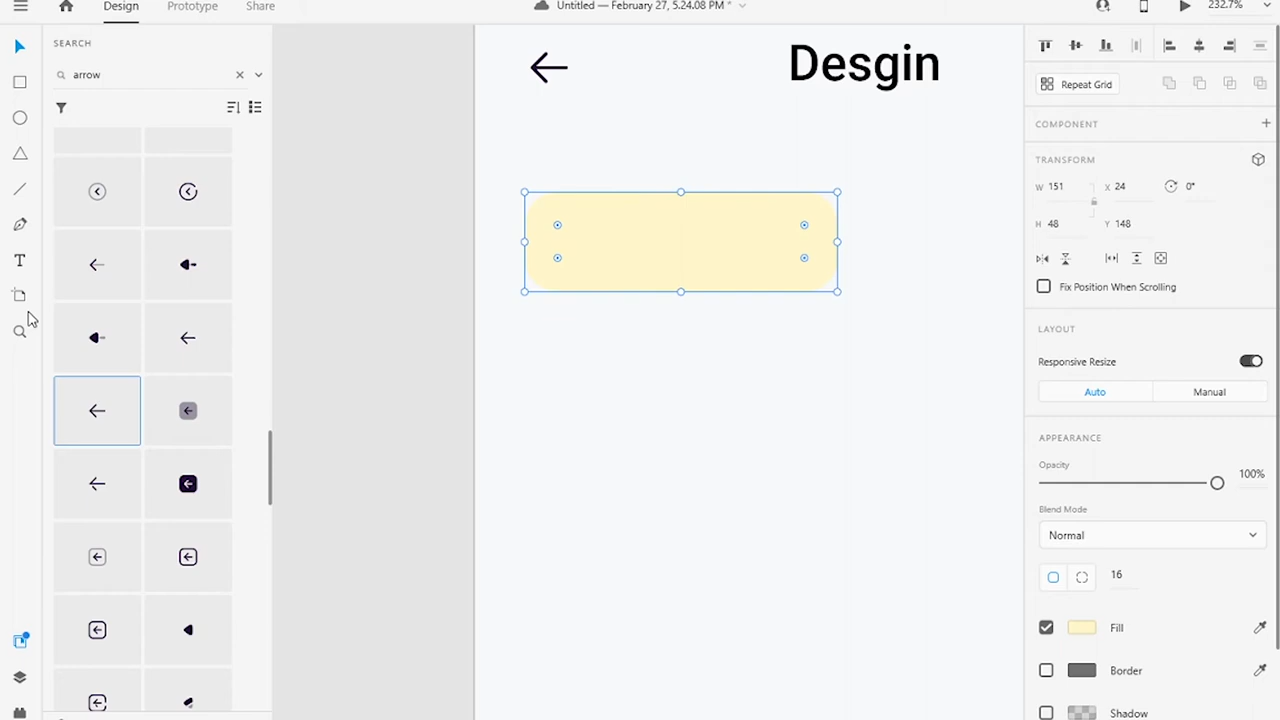 Design Prototype Share
Untitled — February 27, 5.24.08 PM *
232.7%
SEARCH
arrow
Desgin
Repeat Grid
COMPONENT
TRANSFORM
W 151 X 24 0°
H 48 Y 148
Fix Position When Scrolling
LAYOUT
Responsive Resize
Auto Manual
APPEARANCE
Opacity
100%
Blend Mode
Normal
16
Fill
Border
Shadow